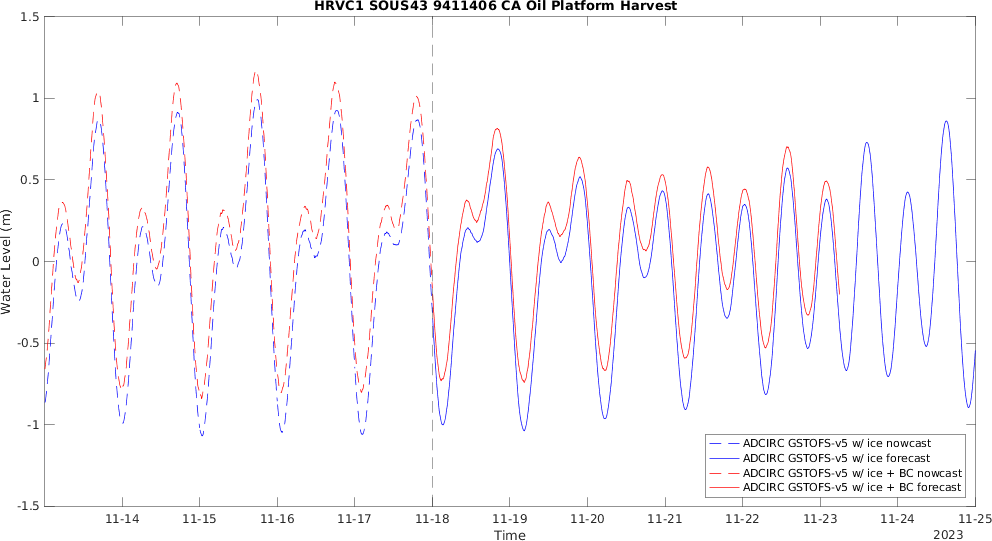 HRVC1 SOUS43 9411406 CA Oil Platform Harvest
1.5
1
0.5
0
-0.5
-1
-1.5
Water Level (m)
11-14 11-15 11-16 11-17 11-18 11-19 11-20 11-21 11-22 11-23 11-24 11-25
Time
2023
ADCIRC GSTOFS-v5 w/ ice nowcast
ADCIRC GSTOFS-v5 w/ ice forecast
ADCIRC GSTOFS-v5 w/ ice + BC nowcast
ADCIRC GSTOFS-v5 w/ ice + BC forecast